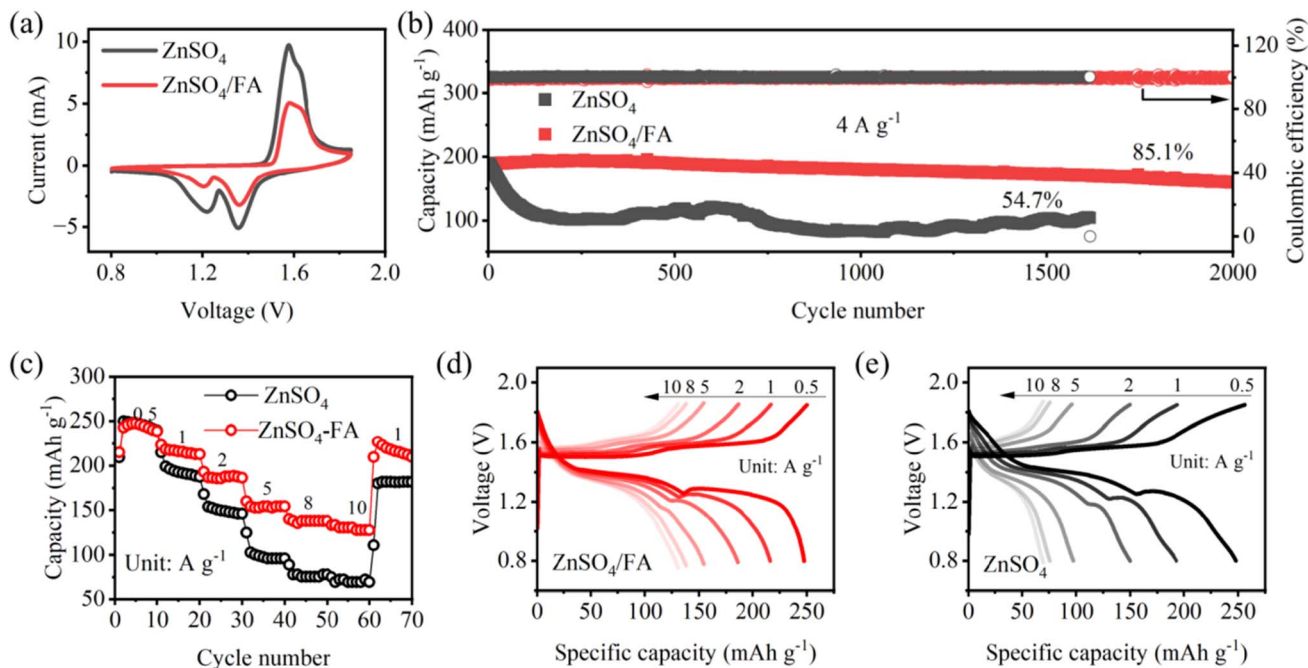 (a)
ZnSO4
ZnSO4/FA
10
5
0
−5
Current (mA)
0.8
1.2
1.6
2.0
Voltage (V)
(b)
400
300
200
100
Capacity (mAh g-1)
ZnSO4
ZnSO4/FA
4 A g-1
85.1%
54.7%
120
80
40
0
Coulombic efficiency (%)
0
500
1000
1500
2000
Cycle number
(c)
300
250
200
150
100
50
Capacity (mAh g-1)
ZnSO4
ZnSO4-FA
0.5
1
2
5
8
10
1
Unit: A g-1
0 10 20 30 40 50 60 70
Cycle number
(d)
2.0
1.6
1.2
0.8
Voltage (V)
10 8 5 2 1 0.5
Unit: A g-1
ZnSO4/FA
0 50 100 150 200 250
Specific capacity (mAh g-1)
(e)
2.0
1.6
1.2
0.8
Voltage (V)
10 8 5 2 1 0.5
Unit: A g-1
ZnSO4
0 50 100 150 200 250
Specific capacity (mAh g-1)